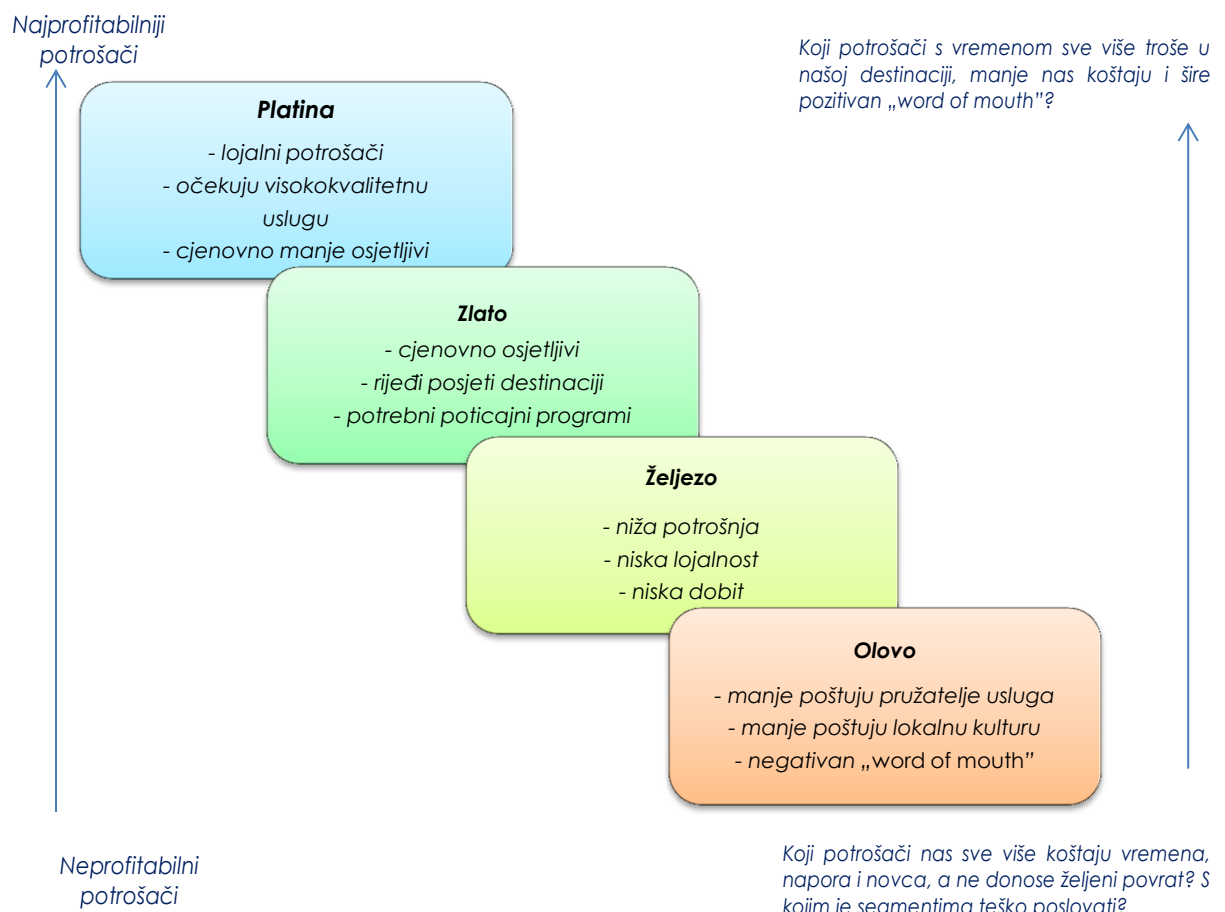 Najprofitabilniji
potrošači
Koji potrošači s vremenom sve više troše u
našoj destinaciji, manje nas koštaju i šire
pozitivan „word of mouth”?
Platina
- lojalni potrošači
- očekuju visokokvalitetnu
uslugu
- cjenovno manje osjetljivi
Zlato
- cjenovno osjetljivi
- rijeđi posjeti destinaciji
- potrebni poticajni programi
Željezo
- niža potrošnja
- niska lojalnost
- niska dobit
Olovo
- manje poštuju pružatelje usluga
- manje poštuju lokalnu kulturu
- negativan „word of mouth”
Neprofitabilni
potrošači
Koji potrošači nas sve više koštaju vremena,
napora i novca, a ne donose željeni povrat? S
kojim je segmentima teško poslovati?